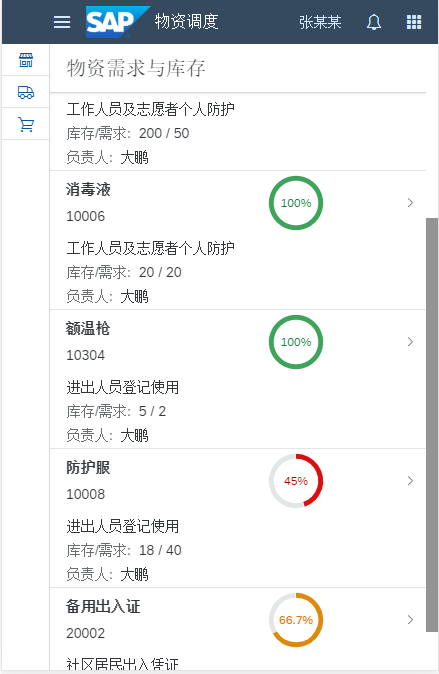 SAP 物资调度 张某某
物资需求与库存
工作人员及志愿者个人防护
库存/需求: 200 / 50
负责人: 大鹏
消毒液 100%
10006
工作人员及志愿者个人防护
库存/需求: 20 / 20
负责人: 大鹏
额温枪 100%
10304
进出人员登记使用
库存/需求: 5 / 2
负责人: 大鹏
防护服 45%
10008
进出人员登记使用
库存/需求: 18 / 40
负责人: 大鹏
备用出入证 66.7%
20002
社区居民出入凭证